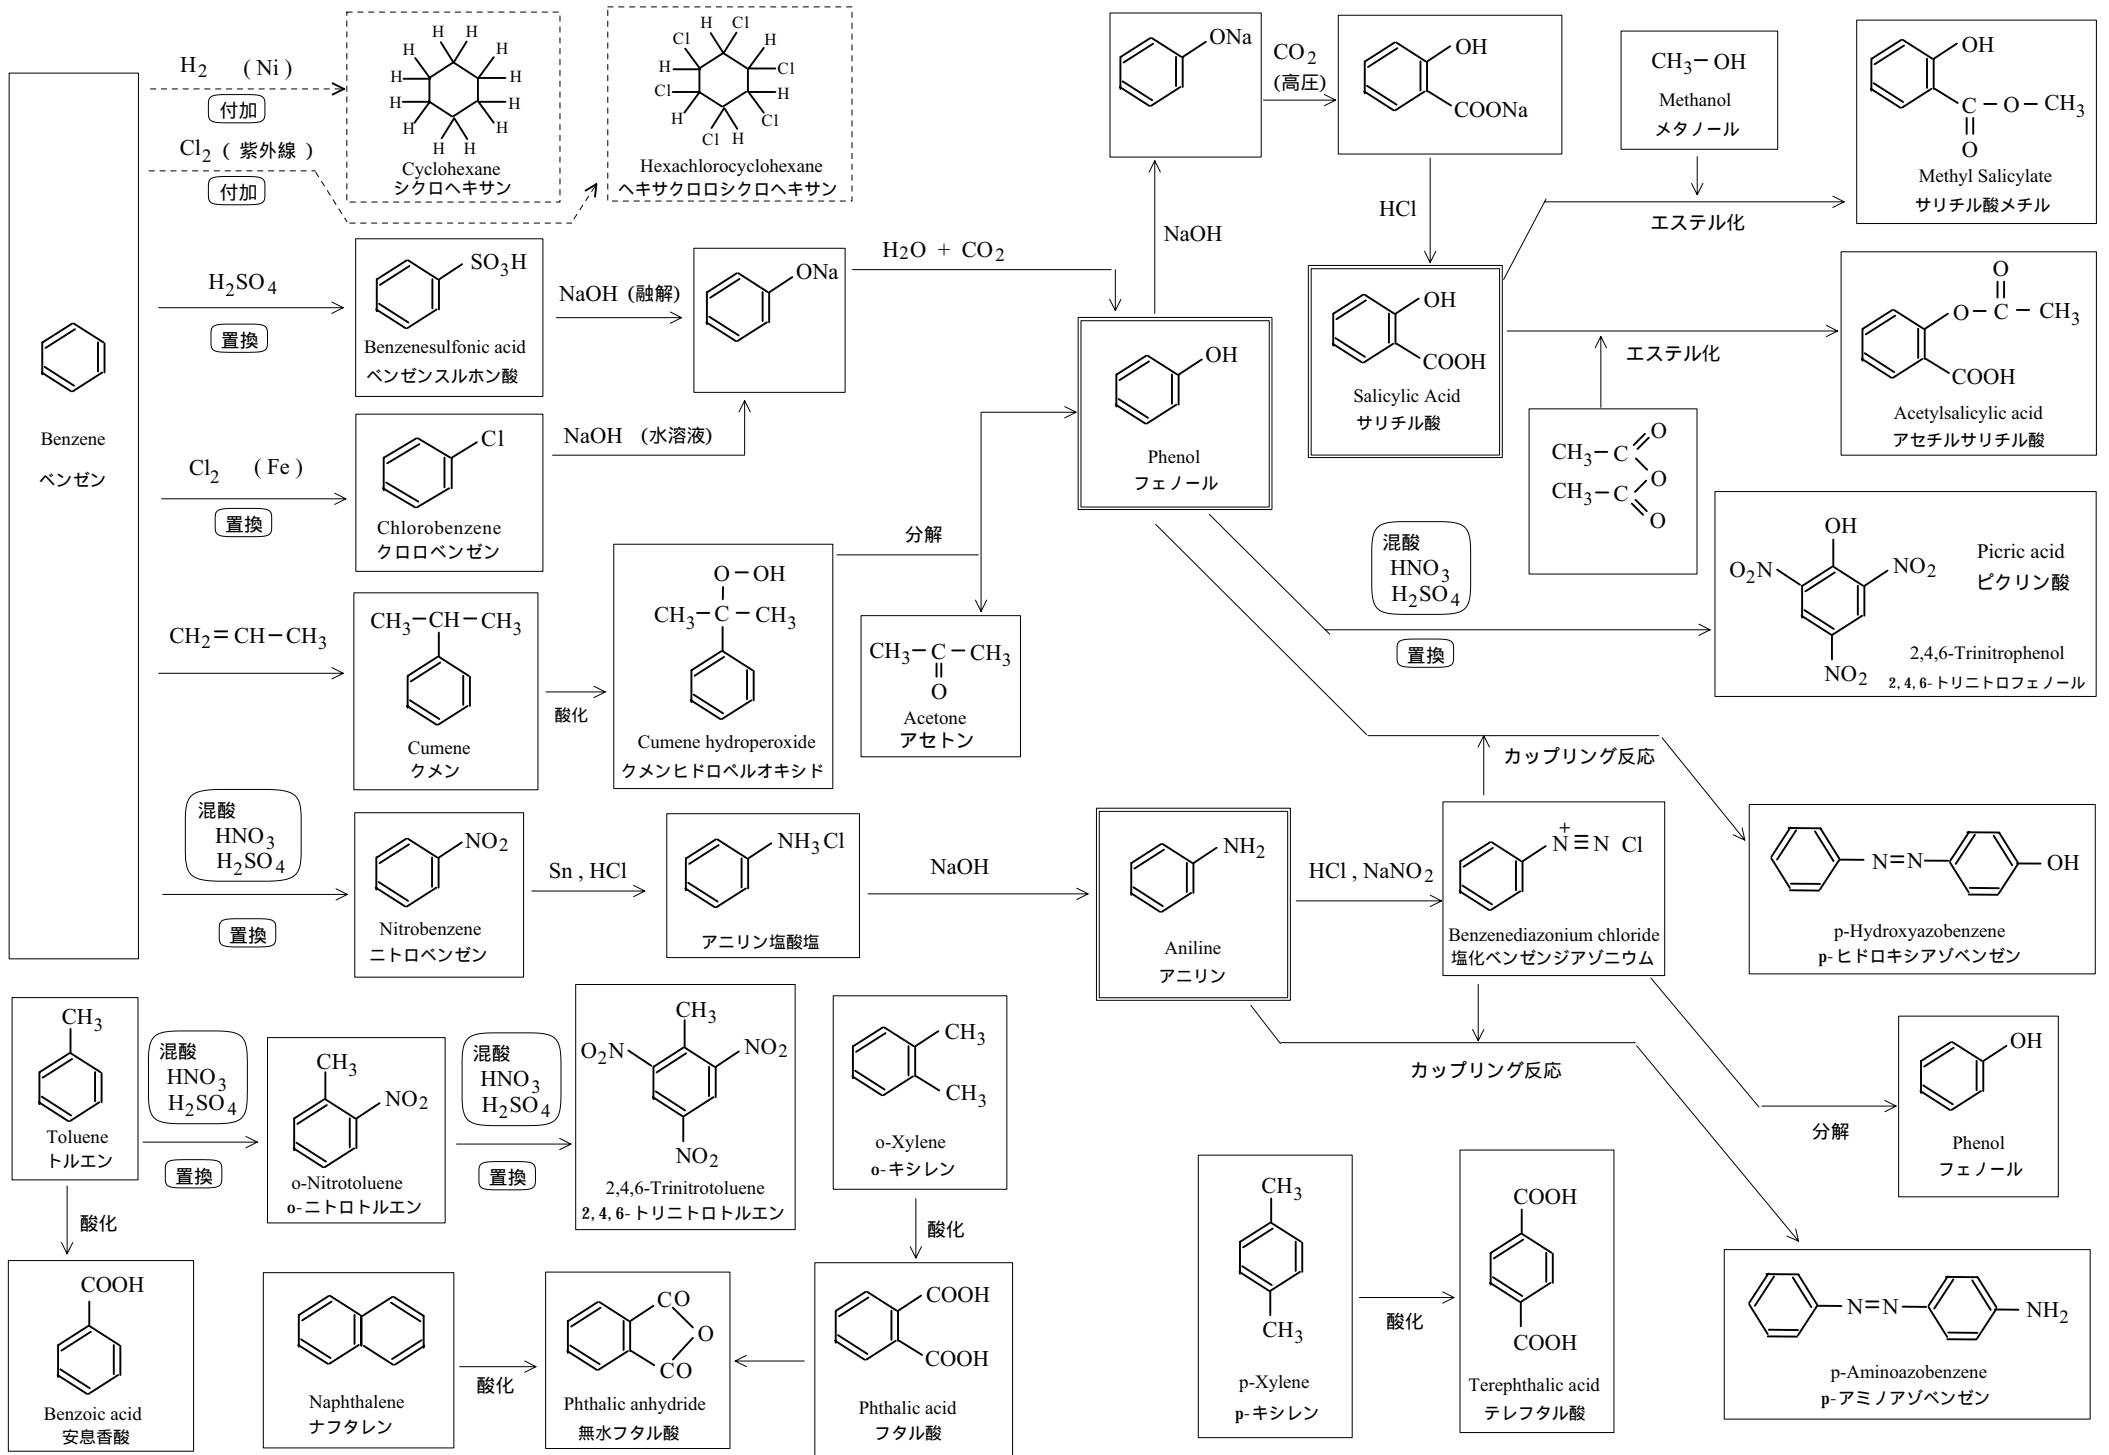 Benzene
ベンゼン
H2 (Ni)
付加
Cl2 (紫外線)
付加
H H
H H
H H
H H
H H
H H
Cyclohexane
シクロヘキサン
H Cl
Cl H
H Cl
Cl H
H Cl
Cl H
Hexachlorocyclohexane
ヘキサクロロシクロヘキサン
H2SO4
置換
SO3H
Benzenesulfonic acid
ベンゼンスルホン酸
NaOH (融解)
ONa
H2O + CO2
Cl2 (Fe)
置換
Cl
Chlorobenzene
クロロベンゼン
NaOH (水溶液)
CH2=CH-CH3
CH3-CH-CH3
Cumene
クメン
酸化
O-OH
CH3-C-CH3
Cumene hydroperoxide
クメンヒドロペルオキシド
分解
CH3-C-CH3
O
Acetone
アセトン
OH
Phenol
フェノール
NaOH
ONa
CO2
(高圧)
OH
COONa
HCl
OH
COOH
Salicylic Acid
サリチル酸
CH3-OH
Methanol
メタノール
エステル化
OH
C-O-CH3
O
Methyl Salicylate
サリチル酸メチル
エステル化
CH3-C O
O
CH3-C O
O
O-C-CH3
COOH
Acetylsalicylic acid
アセチルサリチル酸
混酸
HNO3
H2SO4
置換
OH
O2N NO2
NO2
Picric acid
ピクリン酸
2,4,6-Trinitrophenol
2,4,6-トリニトロフェノール
混酸
HNO3
H2SO4
置換
NO2
Nitrobenzene
ニトロベンゼン
Sn , HCl
NH3Cl
アニリン塩酸塩
NaOH
NH2
Aniline
アニリン
HCl , NaNO2
+
N≡N Cl
Benzenediazonium chloride
塩化ベンゼンジアゾニウム
カップリング反応
N=N OH
p-Hydroxyazobenzene
p-ヒドロキシアゾベンゼン
カップリング反応
分解
OH
Phenol
フェノール
N=N NH2
p-Aminoazobenzene
p-アミノアゾベンゼン
CH3
Toluene
トルエン
混酸
HNO3
H2SO4
置換
CH3
NO2
o-Nitrotoluene
o-ニトロトルエン
混酸
HNO3
H2SO4
置換
CH3
O2N NO2
NO2
2,4,6-Trinitrotoluene
2,4,6-トリニトロトルエン
酸化
COOH
Benzoic acid
安息香酸
CH3
CH3
o-Xylene
o-キシレン
酸化
COOH
COOH
Phthalic acid
フタル酸
Naphthalene
ナフタレン
酸化
CO
O
CO
Phthalic anhydride
無水フタル酸
CH3
CH3
p-Xylene
p-キシレン
酸化
COOH
COOH
Terephthalic acid
テレフタル酸